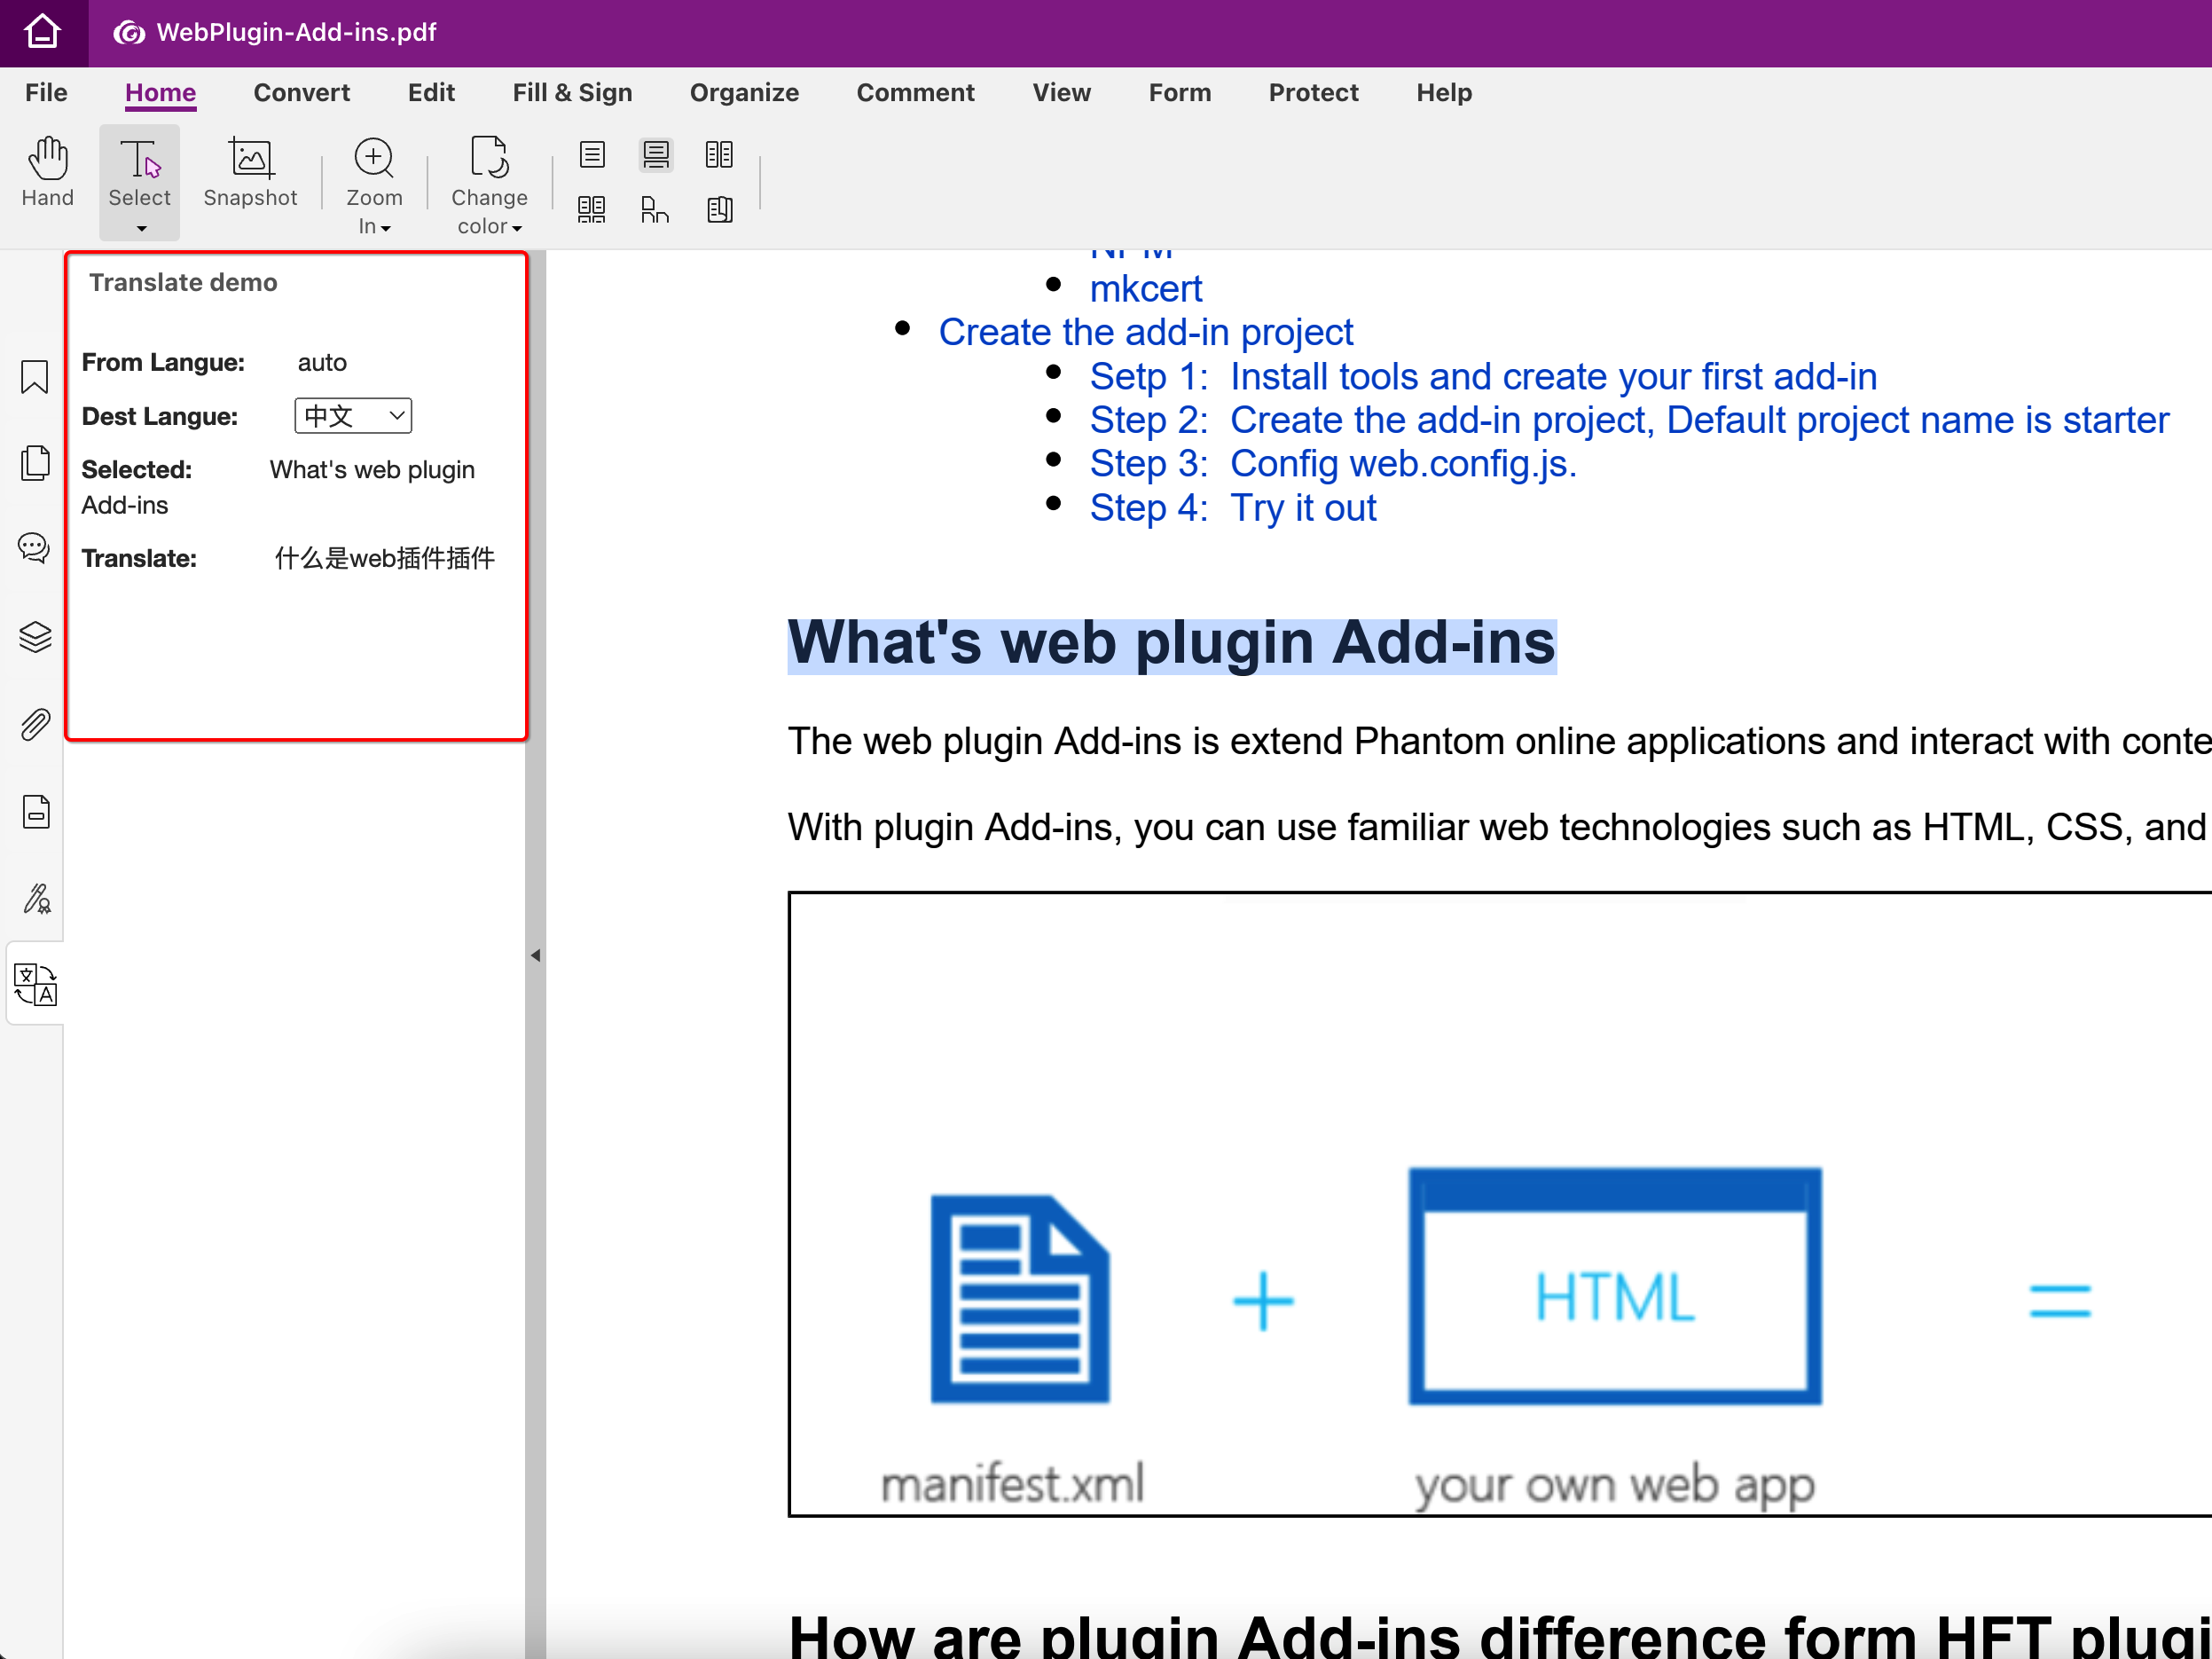 WebPlugin-Add-ins.pdf
File Home Convert Edit Fill & Sign Organize Comment View Form Protect Help
Hand Select Snapshot Zoom In Change color
Translate demo
From Langue: auto
Dest Langue: 中文
Selected: What's web plugin
Add-ins
Translate: 什么是web插件插件
NPM
mkcert
Create the add-in project
Setp 1: Install tools and create your first add-in
Step 2: Create the add-in project, Default project name is starter
Step 3: Config web.config.js.
Step 4: Try it out
What's web plugin Add-ins
The web plugin Add-ins is extend Phantom online applications and interact with conte
With plugin Add-ins, you can use familiar web technologies such as HTML, CSS, and
+ HTML =
manifest.xml your own web app
How are plugin Add-ins difference form HFT plugi